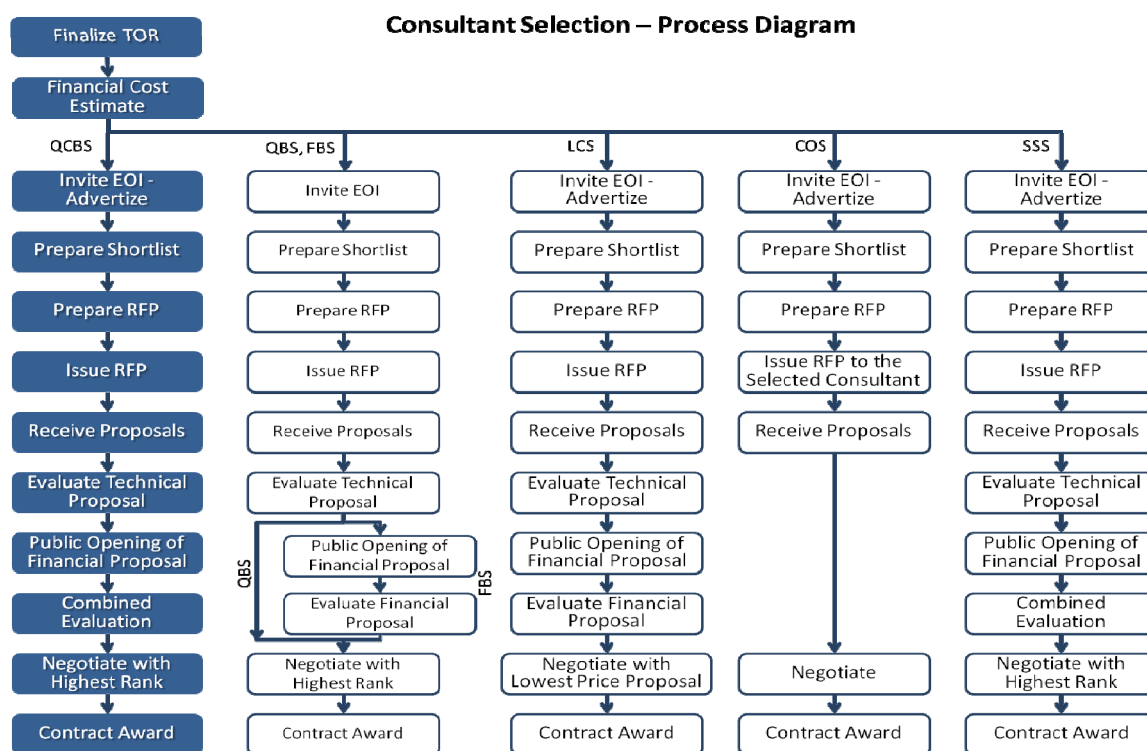 Consultant Selection – Process Diagram
Finalize TOR
Financial Cost
Estimate
QCBS
Invite EOI -
Advertize
Prepare Shortlist
Prepare RFP
Issue RFP
Receive Proposals
Evaluate Technical
Proposal
Public Opening of
Financial Proposal
Combined
Evaluation
Negotiate with
Highest Rank
Contract Award
QBS, FBS
Invite EOI
Prepare Shortlist
Prepare RFP
Issue RFP
Receive Proposals
Evaluate Technical
Proposal
QBS
Public Opening of
Financial Proposal
FBS
Evaluate Financial
Proposal
Negotiate with
Highest Rank
Contract Award
LCS
Invite EOI -
Advertize
Prepare Shortlist
Prepare RFP
Issue RFP
Receive Proposals
Evaluate Technical
Proposal
Public Opening of
Financial Proposal
Evaluate Financial
Proposal
Negotiate with
Lowest Price Proposal
Contract Award
COS
Invite EOI -
Advertize
Prepare Shortlist
Prepare RFP
Issue RFP to the
Selected Consultant
Receive Proposals
Negotiate
Contract Award
SSS
Invite EOI -
Advertize
Prepare Shortlist
Prepare RFP
Issue RFP
Receive Proposals
Evaluate Technical
Proposal
Public Opening of
Financial Proposal
Combined
Evaluation
Negotiate with
Highest Rank
Contract Award